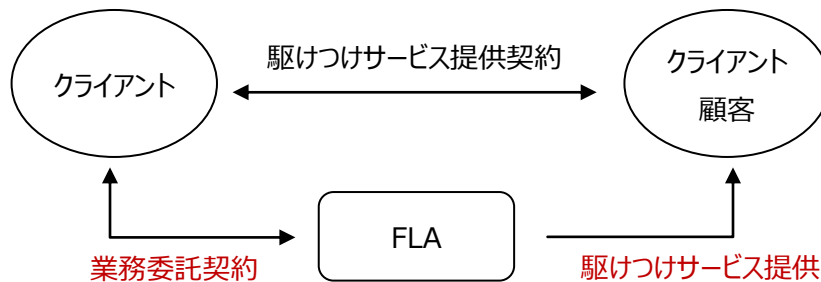 クライアント
駆けつけサービス提供契約
クライアント
顧客
FLA
業務委託契約
駆けつけサービス提供